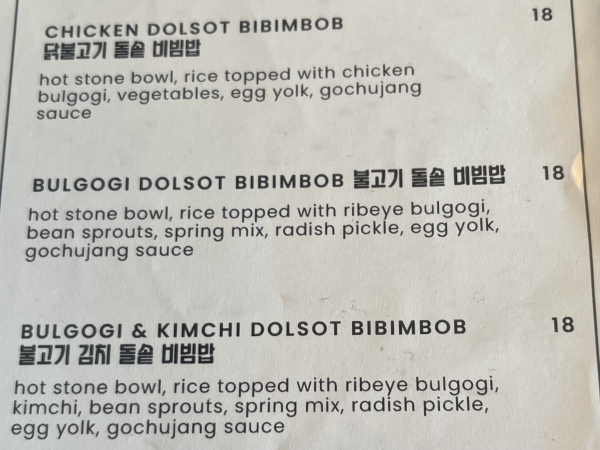 CHICKEN DOLSOT BIBIMBOB 18
닭불고기 돌솥 비빔밥
hot stone bowl, rice topped with chicken
bulgogi, vegetables, egg yolk, gochujang
sauce
BULGOGI DOLSOT BIBIMBOB 불고기 돌솥 비빔밥 18
hot stone bowl, rice topped with ribeye bulgogi,
bean sprouts, spring mix, radish pickle, egg yolk,
gochujang sauce
BULGOGI & KIMCHI DOLSOT BIBIMBOB 18
불고기 김치 돌솥 비빔밥
hot stone bowl, rice topped with ribeye bulgogi,
kimchi, bean sprouts, spring mix, radish pickle,
egg yolk, gochujang sauce